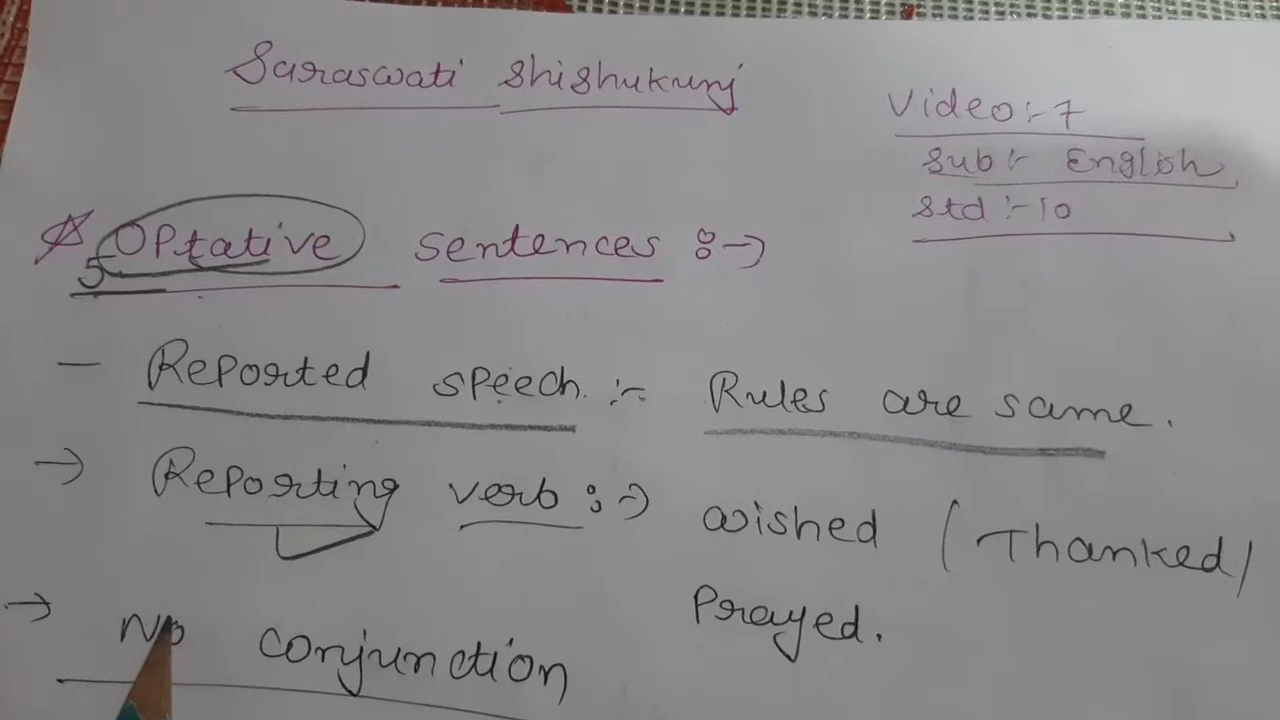 Saraswati Shishukunj
Video:- 7
Sub:- English
Std :- 10
5 Optative sentences :-)
- Reported speech. :- Rules are same.
→ Reporting verb :-) wished (Thanked/
Prayed.
→ No conjunction